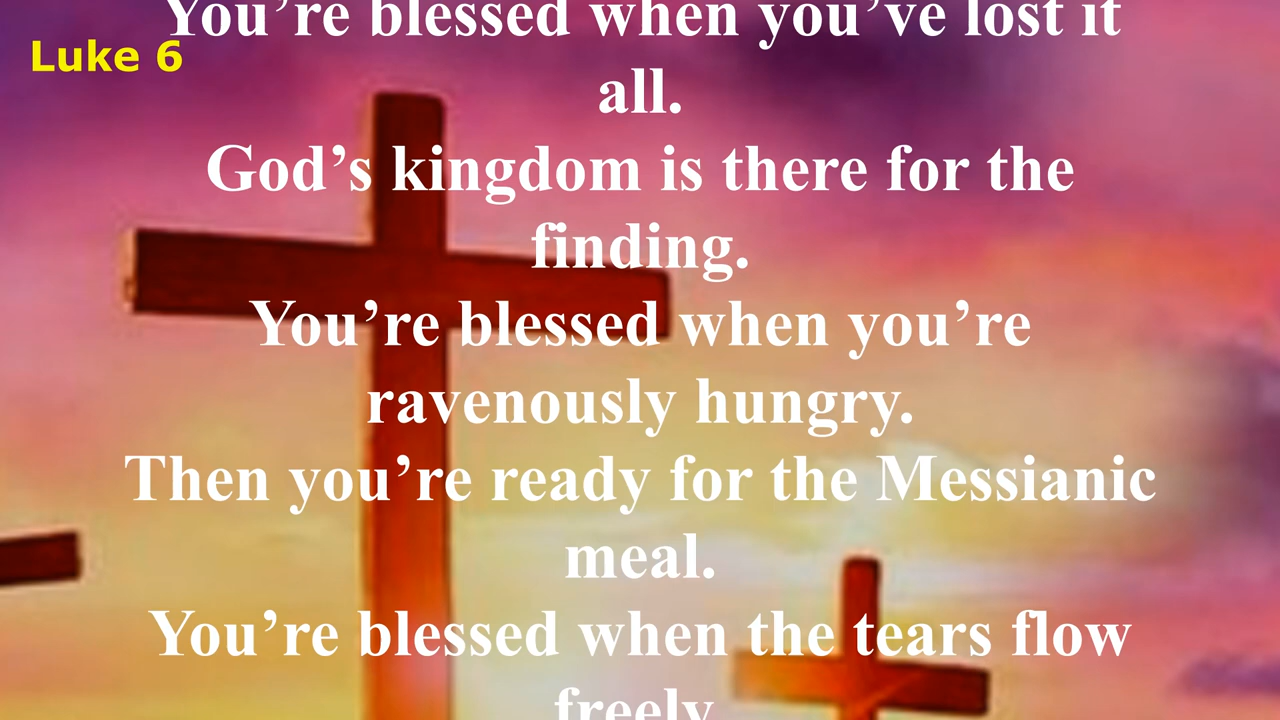 You’re blessed when you’ve lost it
Luke 6
all.
God’s kingdom is there for the
finding.
You’re blessed when you’re
ravenously hungry.
Then you’re ready for the Messianic
meal.
You’re blessed when the tears flow
freely